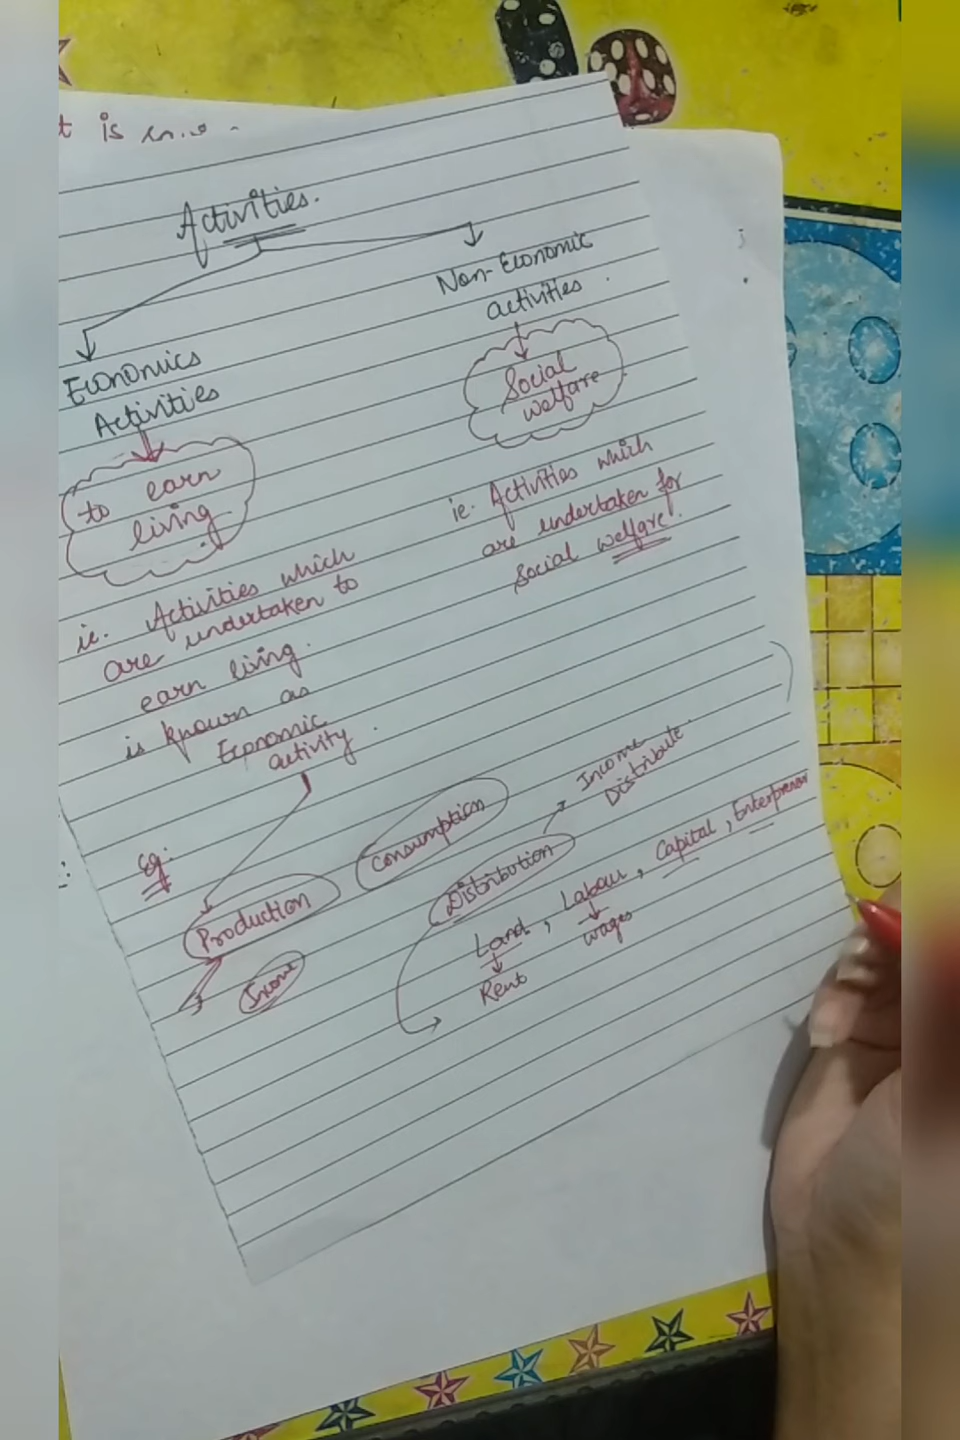 is
Activities.
Non-Economic
activities.
Economics
Activities
Social
welfare
to earn
living
ie. Activities which
are undertaken for
social welfare.
ie. Activities which
are undertaken to
earn living.
is known as
Economic
activity.
Eg:
Production
Consumption
Distribution
Income
Distribute.
Income
Land, Labour, Capital, Enterprenor
Rent
wages